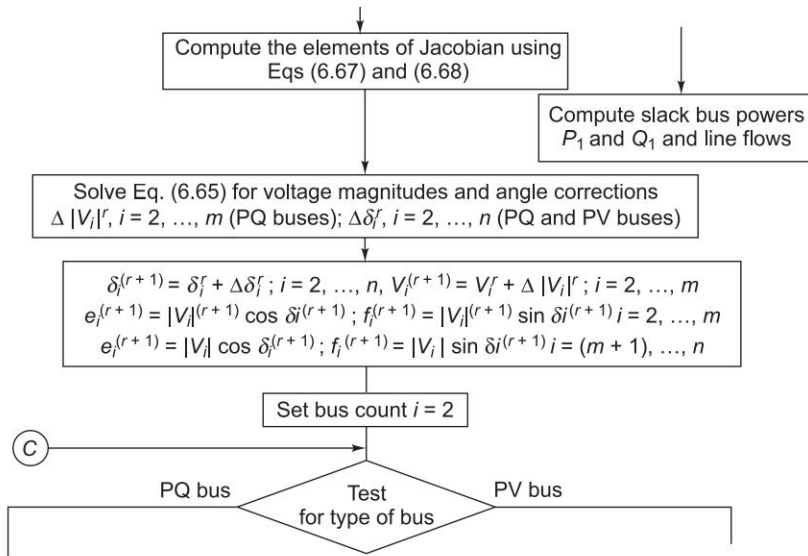 Compute the elements of Jacobian using
Eqs (6.67) and (6.68)
Compute slack bus powers
P₁ and Q₁ and line flows
Solve Eq. (6.65) for voltage magnitudes and angle corrections
Δ |Vᵢ|ʳ, i = 2, ..., m (PQ buses); Δδᵢʳ, i = 2, ..., n (PQ and PV buses)
δᵢ⁽ʳ ⁺ ¹⁾ = δᵢʳ + Δδᵢʳ ; i = 2, ..., n, Vᵢ⁽ʳ ⁺ ¹⁾ = Vᵢʳ + Δ |Vᵢ|ʳ ; i = 2, ..., m
eᵢ⁽ʳ ⁺ ¹⁾ = |Vᵢ|⁽ʳ ⁺ ¹⁾ cos δi⁽ʳ ⁺ ¹⁾ ; fᵢ⁽ʳ ⁺ ¹⁾ = |Vᵢ|⁽ʳ ⁺ ¹⁾ sin δi⁽ʳ ⁺ ¹⁾ i = 2, ..., m
eᵢ⁽ʳ ⁺ ¹⁾ = |Vᵢ| cos δᵢ⁽ʳ ⁺ ¹⁾ ; fᵢ⁽ʳ ⁺ ¹⁾ = |Vᵢ | sin δi⁽ʳ ⁺ ¹⁾ i = (m + 1), ..., n
Set bus count i = 2
C
PQ bus
Test
for type of bus
PV bus